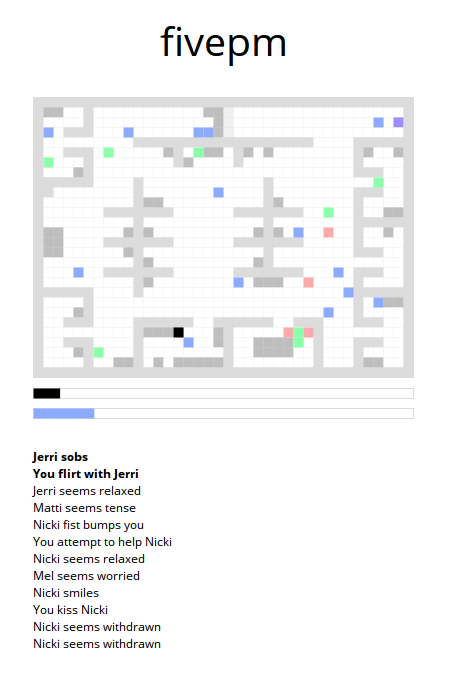 fivepm
Jerri sobs
You flirt with Jerri
Jerri seems relaxed
Matti seems tense
Nicki fist bumps you
You attempt to help Nicki
Nicki seems relaxed
Mel seems worried
Nicki smiles
You kiss Nicki
Nicki seems withdrawn
Nicki seems withdrawn